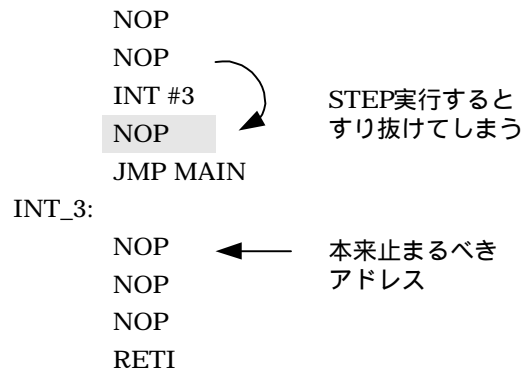 NOP
NOP
INT #3
STEP実行すると
NOP
すり抜けてしまう
JMP MAIN
INT_3:
NOP
本来止まるべき
NOP
アドレス
NOP
RETI